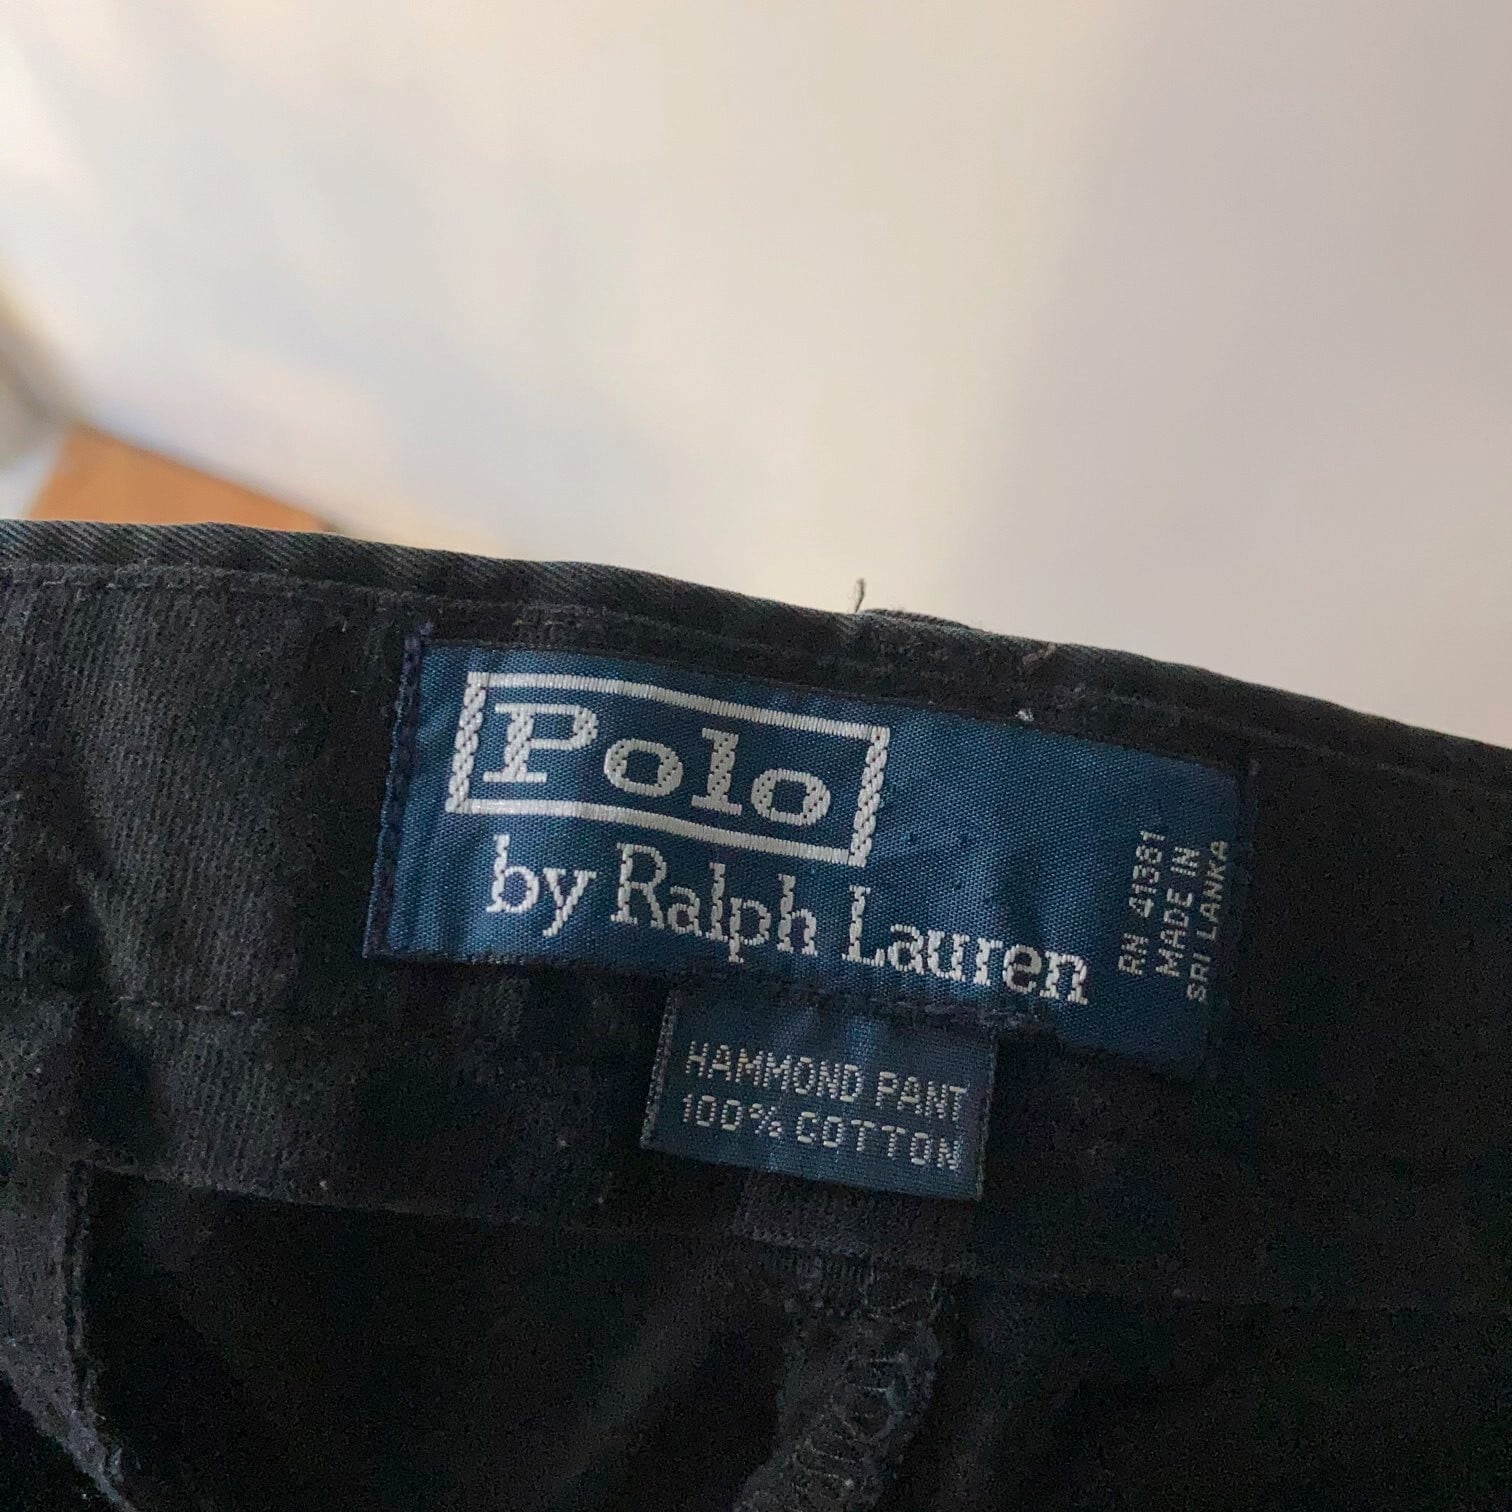 Polo
by Ralph Lauren
RN 41381
MADE IN
SRI LANKA
HAMMOND PANT
100% COTTON